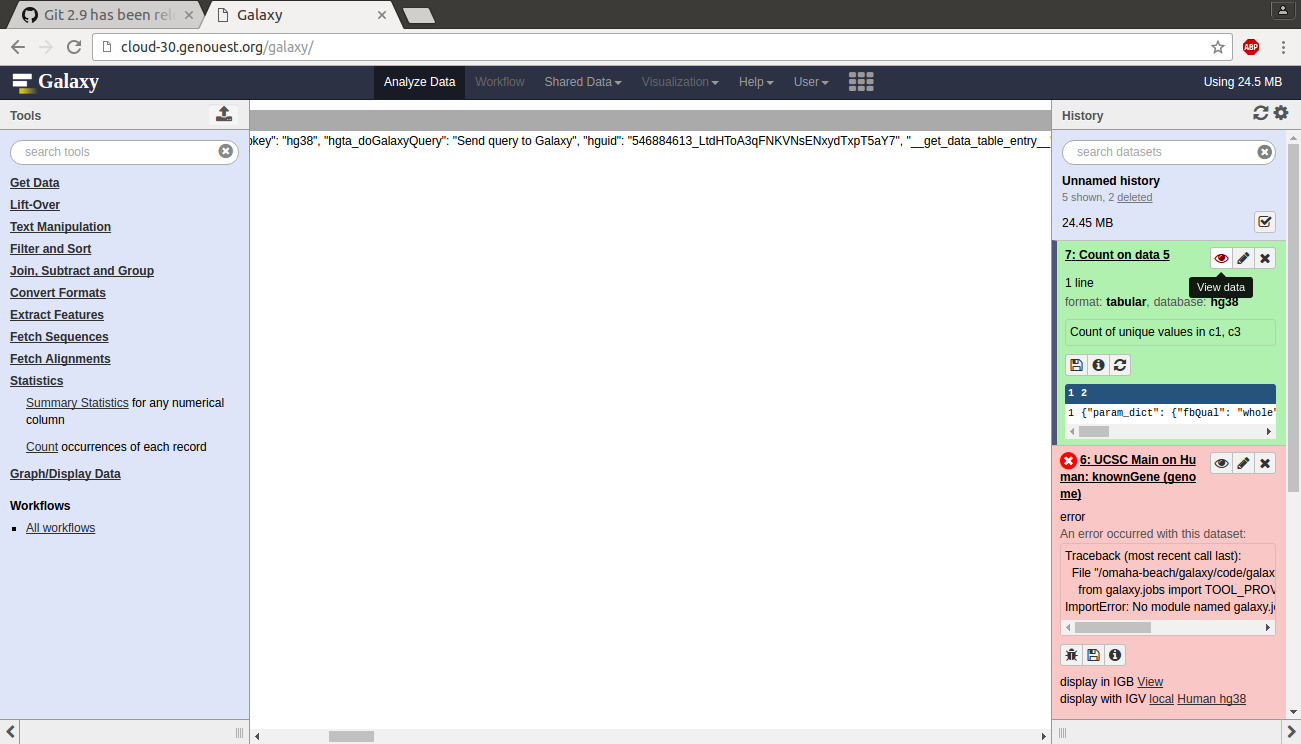 Git 2.9 has been rel
Galaxy
cloud-30.genouest.org/galaxy/
ABP
Galaxy
Analyze Data
Workflow
Shared Data
Visualization
Help
User
Using 24.5 MB
Tools
search tools
Get Data
Lift-Over
Text Manipulation
Filter and Sort
Join, Subtract and Group
Convert Formats
Extract Features
Fetch Sequences
Fetch Alignments
Statistics
Summary Statistics for any numerical
column
Count occurrences of each record
Graph/Display Data
Workflows
All workflows
key": "hg38", "hgta_doGalaxyQuery": "Send query to Galaxy", "hguid": "546884613_LtdHToA3qFNKVNsENxydTxpT5aY7", "__get_data_table_entry__
History
search datasets
Unnamed history
5 shown, 2 deleted
24.45 MB
7: Count on data 5
View data
1 line
format: tabular, database: hg38
Count of unique values in c1, c3
1 2
1 {"param_dict": {"fbQual": "whole"
6: UCSC Main on Hu
man: knownGene (geno
me)
error
An error occurred with this dataset:
Traceback (most recent call last):
File "/omaha-beach/galaxy/code/galax
from galaxy.jobs import TOOL_PROV
ImportError: No module named galaxy.j
display in IGB View
display with IGV local Human hg38